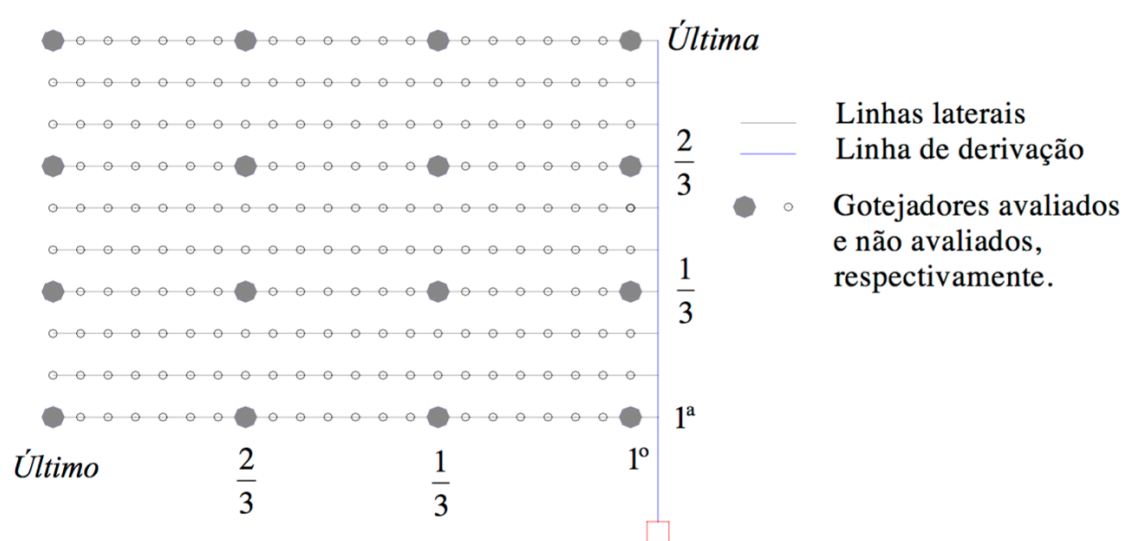 Última
Linhas laterais
Linha de derivação
2
3
Gotejadores avaliados
e não avaliados,
respectivamente.
1
3
1ª
Último
2
3
1
3
1º